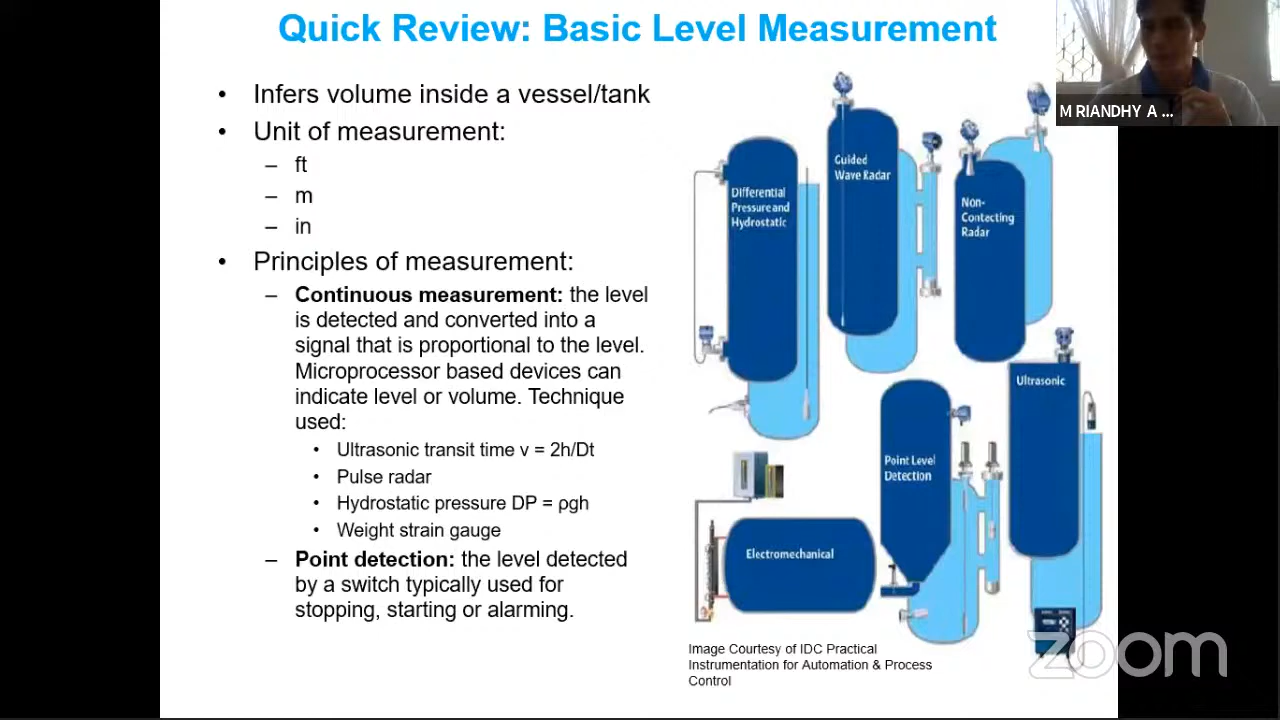 Quick Review: Basic Level Measurement
• Infers volume inside a vessel/tank
• Unit of measurement:
– ft
– m
– in
• Principles of measurement:
– Continuous measurement: the level
is detected and converted into a
signal that is proportional to the level.
Microprocessor based devices can
indicate level or volume. Technique
used:
• Ultrasonic transit time v = 2h/Dt
• Pulse radar
• Hydrostatic pressure DP = ρgh
• Weight strain gauge
– Point detection: the level detected
by a switch typically used for
stopping, starting or alarming.
Differential
Pressure and
Hydrostatic
Guided
Wave Radar
Non-
Contacting
Radar
Ultrasonic
Point Level
Detection
Electromechanical
Image Courtesy of IDC Practical
Instrumentation for Automation & Process
Control
M RIANDHY A ...
zoom